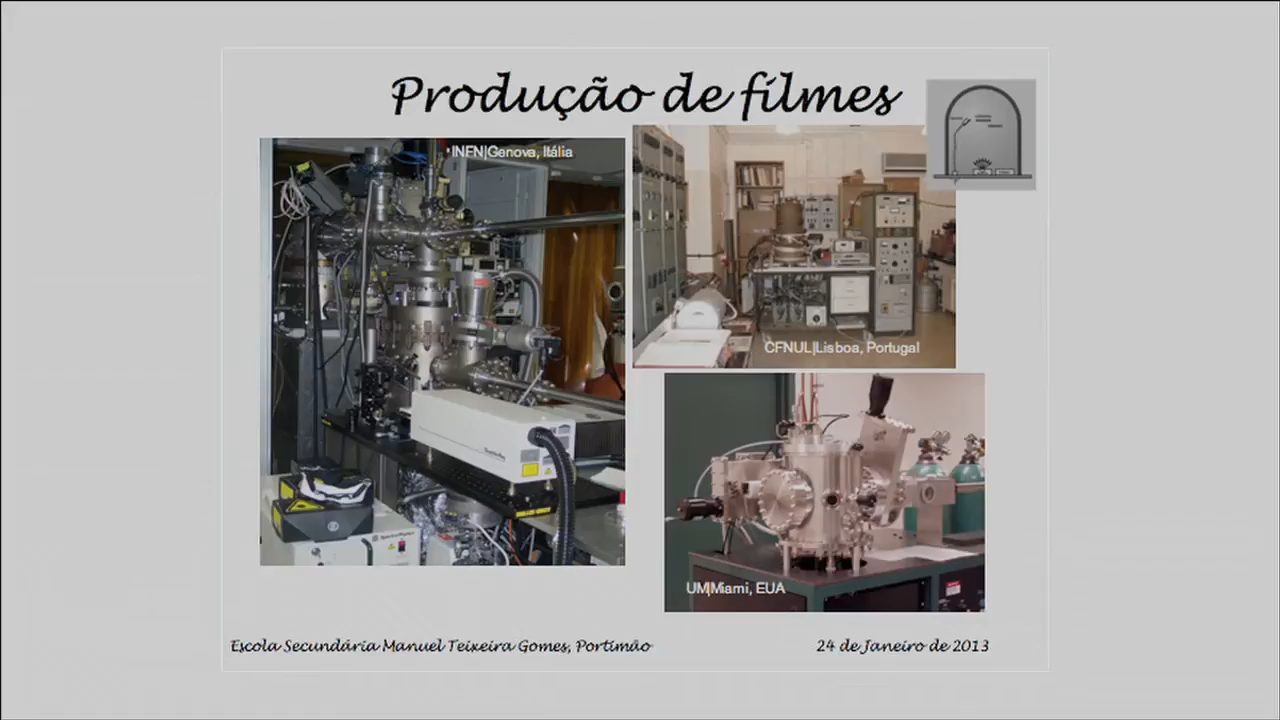 Produção de filmes
INFN|Genova, Itália
CFNUL|Lisboa, Portugal
UM|Miami, EUA
Escola Secundária Manuel Teixeira Gomes, Portimão
24 de Janeiro de 2013